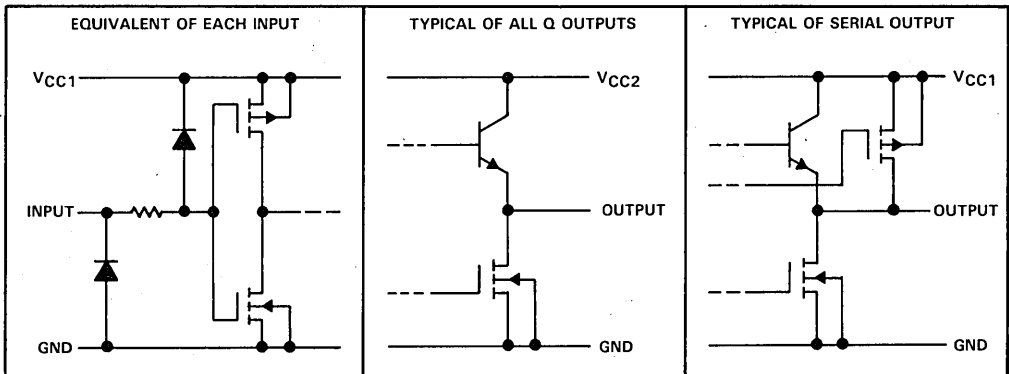 EQUIVALENT OF EACH INPUT
VCC1
INPUT
GND
TYPICAL OF ALL Q OUTPUTS
VCC2
OUTPUT
GND
TYPICAL OF SERIAL OUTPUT
VCC1
OUTPUT
GND